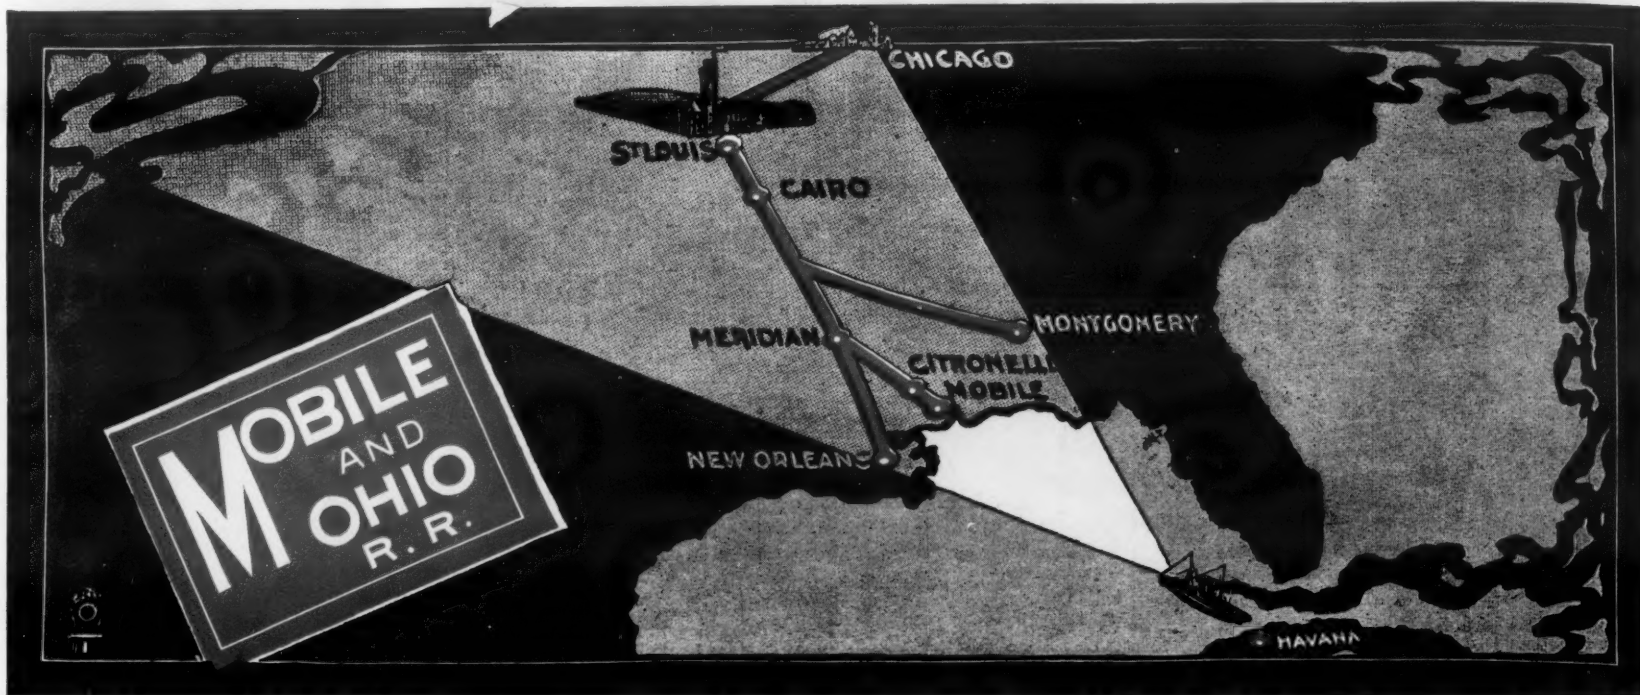 CHICAGO
ST LOUIS
CAIRO
MONTGOMERY
MERIDIAN
CITRONELLE
MOBILE
NEW ORLEANS
MOBILE
AND
OHIO
R. R.
HAVANA